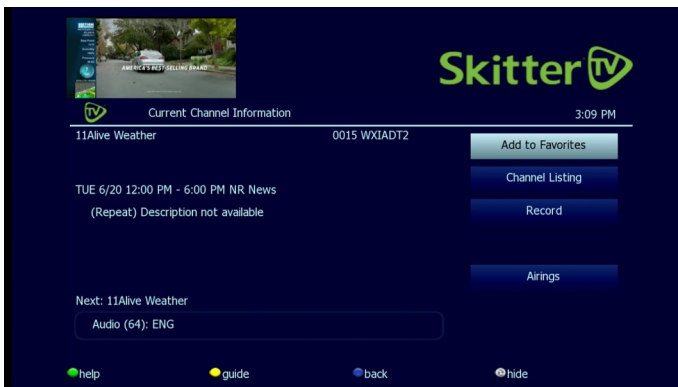 AMERICA'S BEST-SELLING BRAND
Skitter TV
TV
Current Channel Information
3:09 PM
11Alive Weather
0015 WXIADT2
Add to Favorites
Channel Listing
TUE 6/20 12:00 PM - 6:00 PM NR News
(Repeat) Description not available
Record
Airings
Next: 11Alive Weather
Audio (64): ENG
help
guide
back
hide